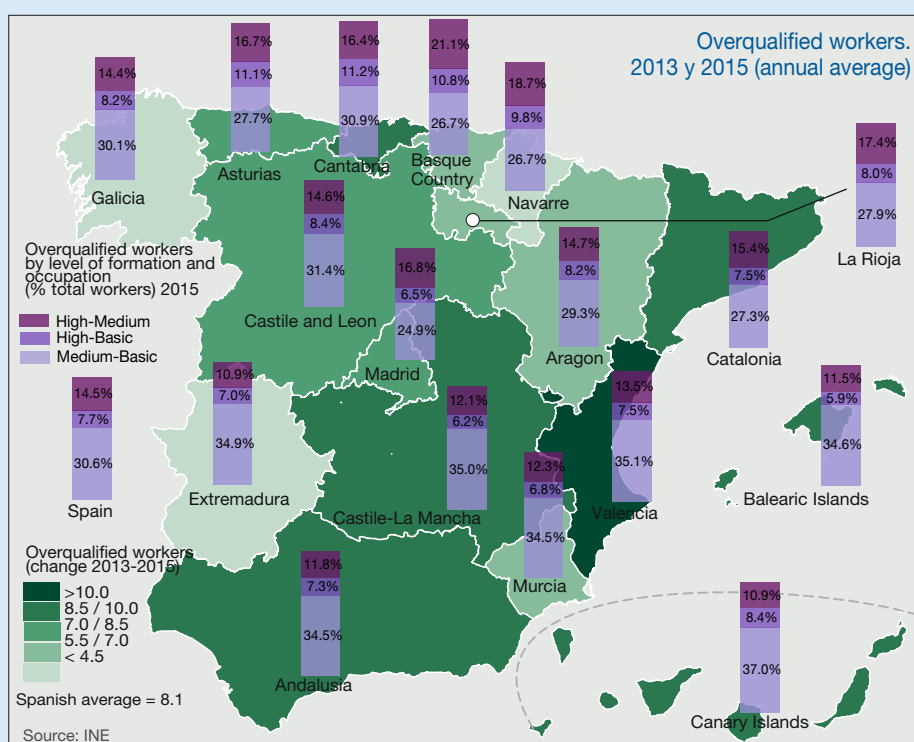 Overqualified workers.
2013 y 2015 (annual average)
14.4%
8.2%
30.1%
Galicia
16.7%
11.1%
27.7%
Asturias
16.4%
11.2%
30.9%
Cantabria
21.1%
10.8%
26.7%
Basque
Country
18.7%
9.8%
26.7%
Navarre
17.4%
8.0%
27.9%
La Rioja
14.6%
8.4%
31.4%
Castile and Leon
16.8%
6.5%
24.9%
Madrid
14.7%
8.2%
29.3%
Aragon
15.4%
7.5%
27.3%
Catalonia
Overqualified workers
by level of formation and
occupation
(% total workers) 2015
High-Medium
High-Basic
Medium-Basic
14.5%
7.7%
30.6%
Spain
10.9%
7.0%
34.9%
Extremadura
12.1%
6.2%
35.0%
Castile-La Mancha
12.3%
6.8%
34.5%
Murcia
13.5%
7.5%
35.1%
Valencia
11.5%
5.9%
34.6%
Balearic Islands
Overqualified workers
(change 2013-2015)
>10.0
8.5 / 10.0
7.0 / 8.5
5.5 / 7.0
< 4.5
Spanish average = 8.1
11.8%
7.3%
34.5%
Andalusia
10.9%
8.4%
37.0%
Canary Islands
Source: INE